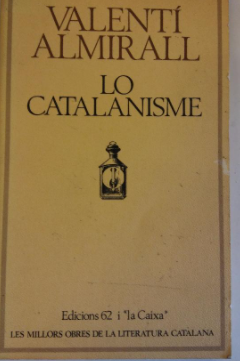 VALENTÍ
ALMIRALL
LO
CATALANISME
Edicions 62 i "la Caixa"
LES MILLORS OBRES DE LA LITERATURA CATALANA